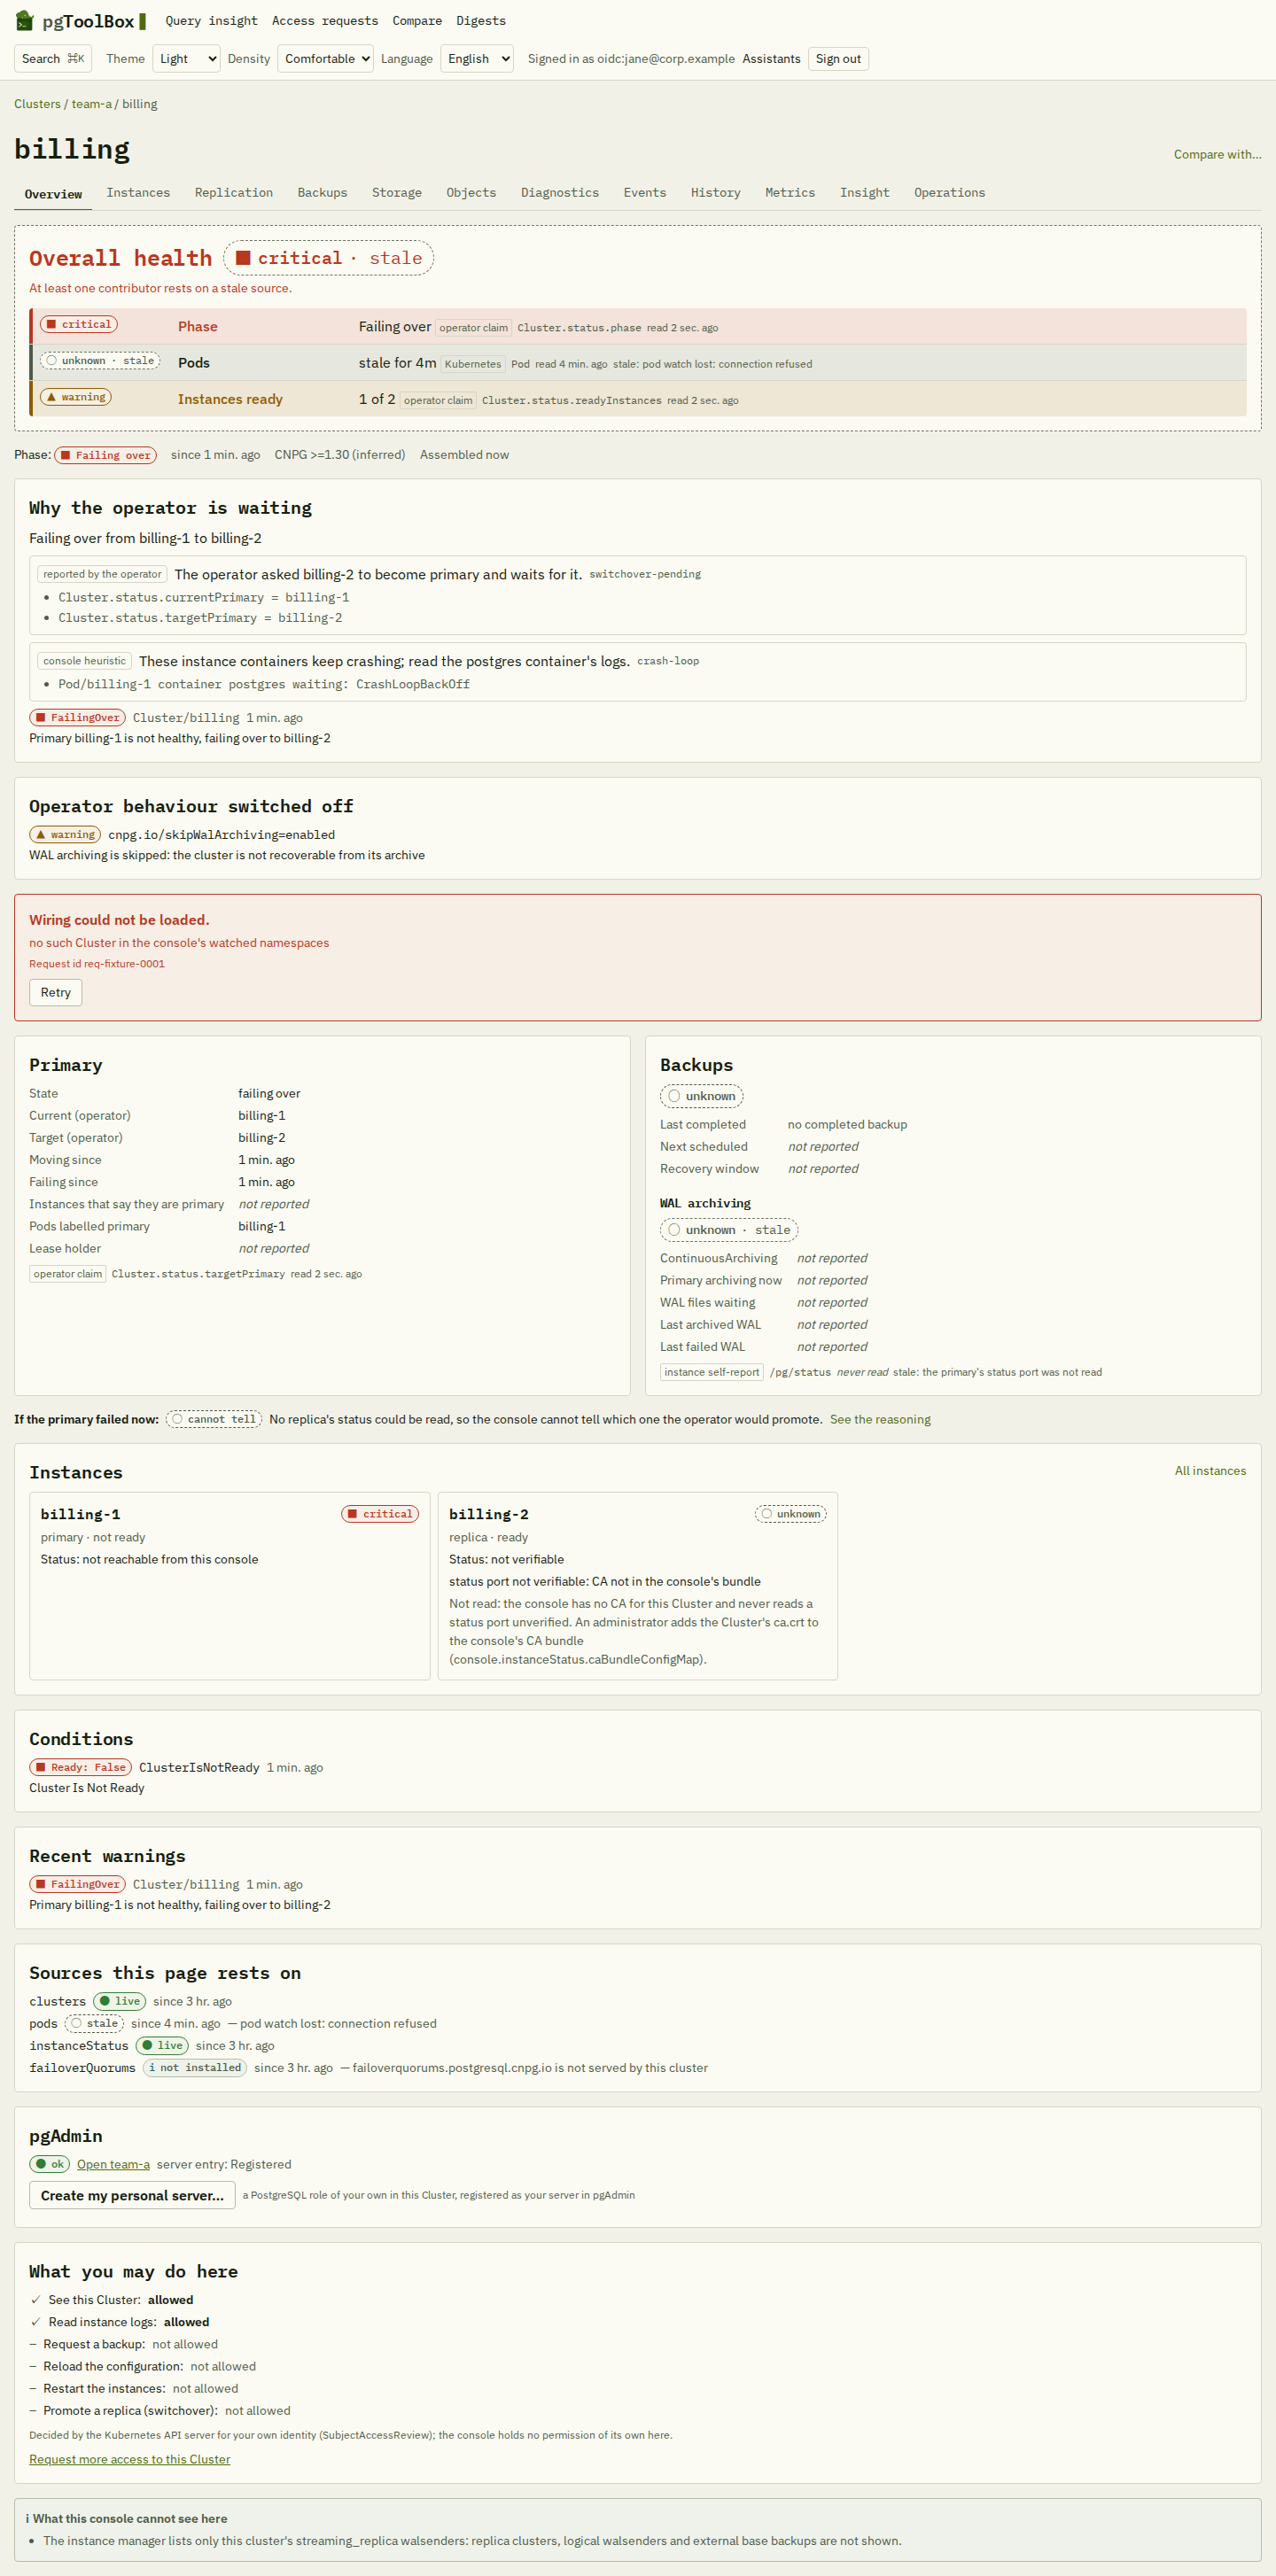 pgToolBox Query insight Access requests Compare Digests
Search ⌘K Theme Light Density Comfortable Language English Signed in as oidc:jane@corp.example Assistants Sign out
Clusters / team-a / billing
billing
Compare with...
Overview Instances Replication Backups Storage Objects Diagnostics Events History Metrics Insight Operations
Overall health critical · stale
At least one contributor rests on a stale source.
critical Phase Failing over operator claim Cluster.status.phase read 2 sec. ago
unknown · stale Pods stale for 4m Kubernetes Pod read 4 min. ago stale: pod watch lost: connection refused
warning Instances ready 1 of 2 operator claim Cluster.status.readyInstances read 2 sec. ago
Phase: Failing over since 1 min. ago CNPG >=1.30 (inferred) Assembled now
Why the operator is waiting
Failing over from billing-1 to billing-2
reported by the operator The operator asked billing-2 to become primary and waits for it. switchover-pending
• Cluster.status.currentPrimary = billing-1
• Cluster.status.targetPrimary = billing-2
console heuristic These instance containers keep crashing; read the postgres container's logs. crash-loop
• Pod/billing-1 container postgres waiting: CrashLoopBackOff
FailingOver Cluster/billing 1 min. ago
Primary billing-1 is not healthy, failing over to billing-2
Operator behaviour switched off
warning cnpg.io/skipWalArchiving=enabled
WAL archiving is skipped: the cluster is not recoverable from its archive
Wiring could not be loaded.
no such Cluster in the console's watched namespaces
Request id req-fixture-0001
Retry
Primary
State failing over
Current (operator) billing-1
Target (operator) billing-2
Moving since 1 min. ago
Failing since 1 min. ago
Instances that say they are primary not reported
Pods labelled primary billing-1
Lease holder not reported
operator claim Cluster.status.targetPrimary read 2 sec. ago
Backups
unknown
Last completed no completed backup
Next scheduled not reported
Recovery window not reported
WAL archiving
unknown · stale
ContinuousArchiving not reported
Primary archiving now not reported
WAL files waiting not reported
Last archived WAL not reported
Last failed WAL not reported
instance self-report /pg/status never read stale: the primary's status port was not read
If the primary failed now: cannot tell No replica's status could be read, so the console cannot tell which one the operator would promote. See the reasoning
Instances
All instances
billing-1 critical
primary · not ready
Status: not reachable from this console
billing-2 unknown
replica · ready
Status: not verifiable
status port not verifiable: CA not in the console's bundle
Not read: the console has no CA for this Cluster and never reads a
status port unverified. An administrator adds the Cluster's ca.crt to
the console's CA bundle
(console.instanceStatus.caBundleConfigMap).
Conditions
Ready: False ClusterIsNotReady 1 min. ago
Cluster Is Not Ready
Recent warnings
FailingOver Cluster/billing 1 min. ago
Primary billing-1 is not healthy, failing over to billing-2
Sources this page rests on
clusters live since 3 hr. ago
pods stale since 4 min. ago — pod watch lost: connection refused
instanceStatus live since 3 hr. ago
failoverQuorums i not installed since 3 hr. ago — failoverquorums.postgresql.cnpg.io is not served by this cluster
pgAdmin
ok Open team-a server entry: Registered
Create my personal server... a PostgreSQL role of your own in this Cluster, registered as your server in pgAdmin
What you may do here
✓ See this Cluster: allowed
✓ Read instance logs: allowed
– Request a backup: not allowed
– Reload the configuration: not allowed
– Restart the instances: not allowed
– Promote a replica (switchover): not allowed
Decided by the Kubernetes API server for your own identity (SubjectAccessReview); the console holds no permission of its own here.
Request more access to this Cluster
i What this console cannot see here
• The instance manager lists only this cluster's streaming_replica walsenders: replica clusters, logical walsenders and external base backups are not shown.